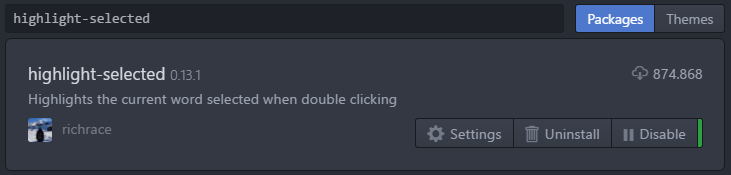 highlight-selected
Packages Themes
highlight-selected 0.13.1 874.868
Highlights the current word selected when double clicking
richrace
Settings Uninstall Disable